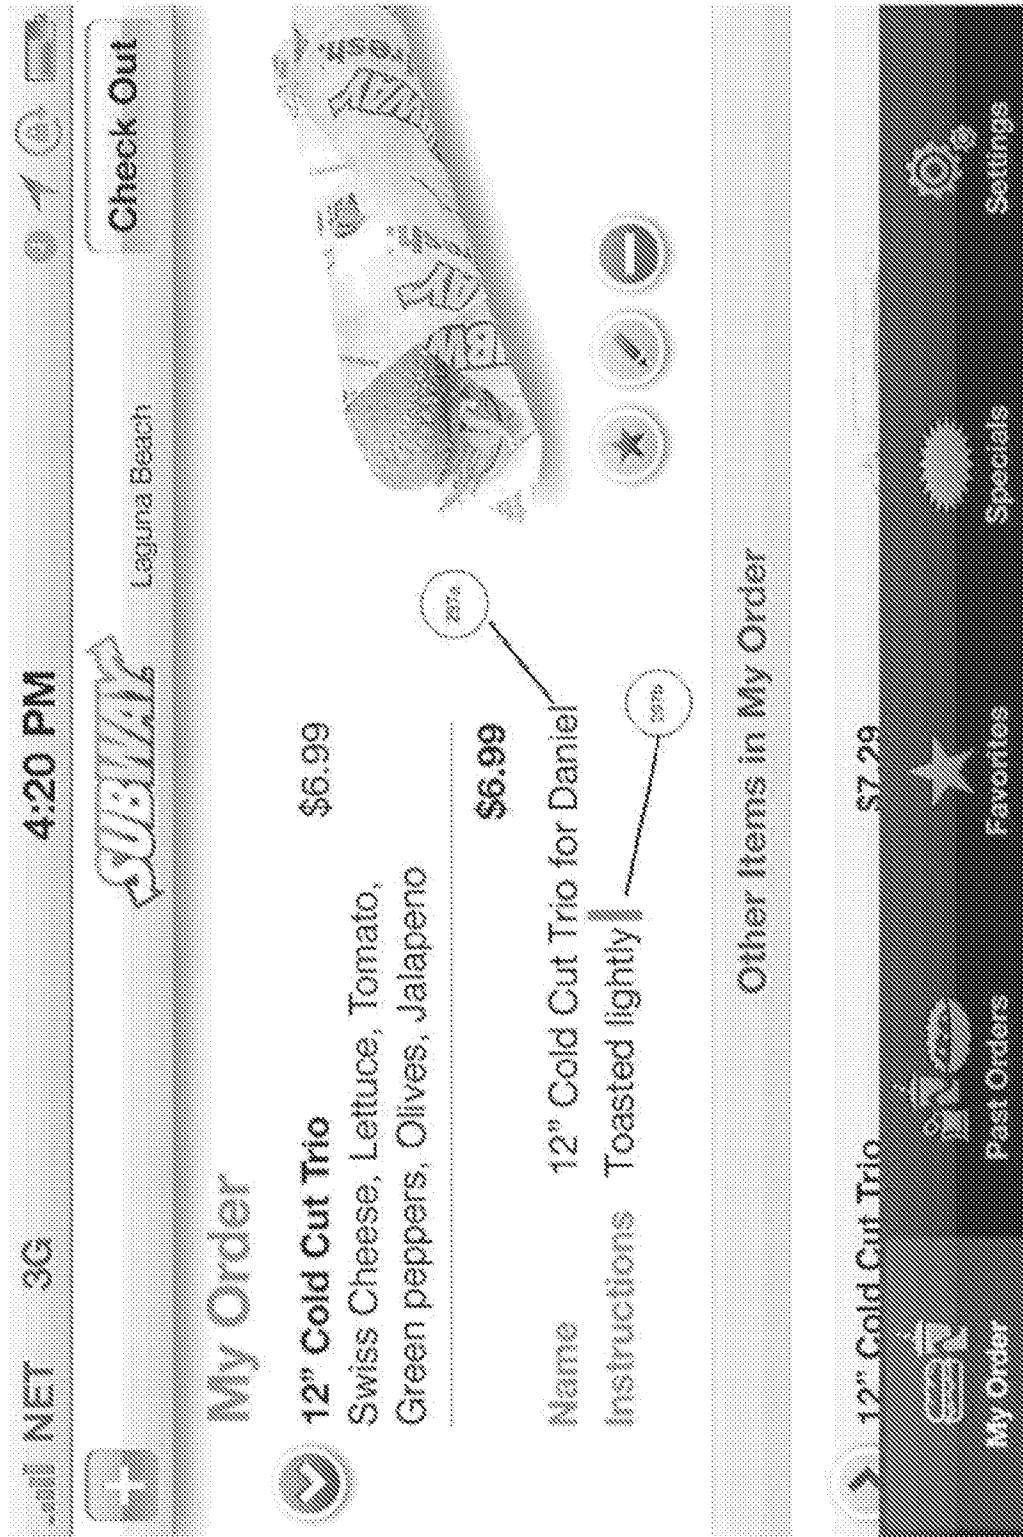 NET 3G 4:20 PM
SUBWAY Laguna Beach Check Out
My Order
12" Cold Cut Trio $6.99
Swiss Cheese, Lettuce, Tomato,
Green peppers, Olives, Jalapeno
$6.99
Name 12" Cold Cut Trio for Daniel
Instructions Toasted lightly
Other Items in My Order
12" Cold Cut Trio $7.29
My Order Past Orders Favorites Specials Settings